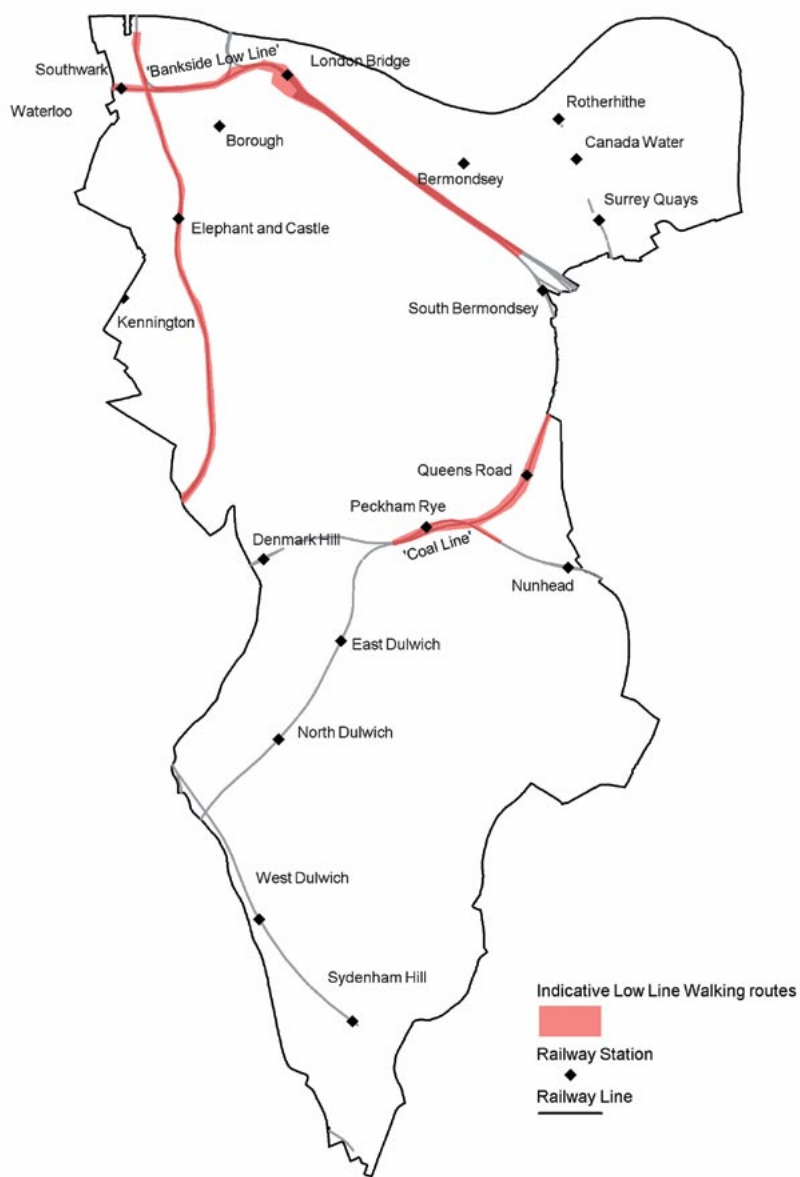 'Bankside Low Line'
London Bridge
Southwark
Waterloo
Rotherhithe
Borough
Canada Water
Bermondsey
Surrey Quays
Elephant and Castle
South Bermondsey
Kennington
Queens Road
Peckham Rye
Denmark Hill
'Coal Line'
Nunhead
East Dulwich
North Dulwich
West Dulwich
Sydenham Hill
Indicative Low Line Walking routes
Railway Station
Railway Line